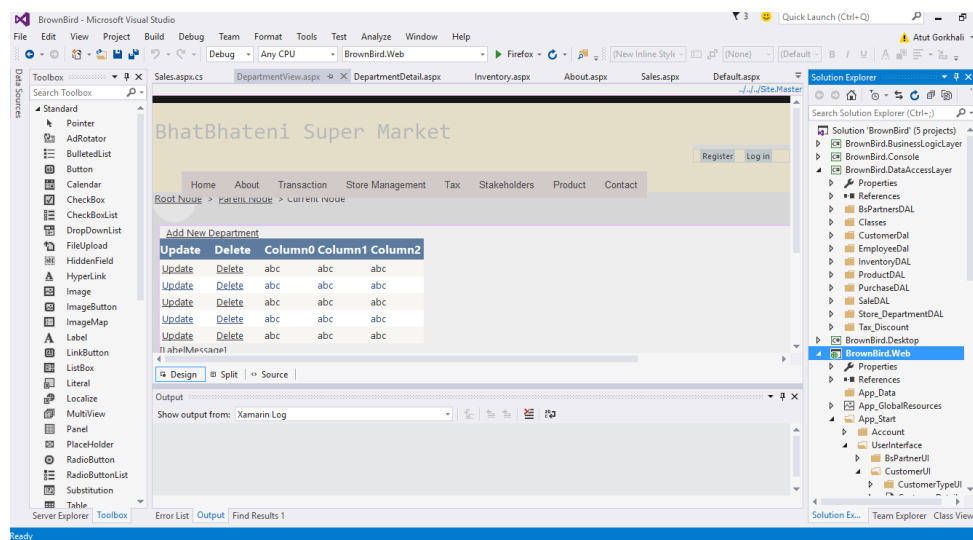 BrownBird - Microsoft Visual Studio
3
Quick Launch (Ctrl+Q)
File Edit View Project Build Debug Team Format Tools Test Analyze Window Help
Atut Gorkhali
Debug Any CPU BrownBird.Web Firefox (New Inline Style (None) (Default B I U A
Data Sources
Toolbox
Search Toolbox
Standard
Pointer
AdRotator
BulletedList
Button
Calendar
CheckBox
CheckBoxList
DropDownList
FileUpload
HiddenField
HyperLink
Image
ImageButton
ImageMap
Label
LinkButton
ListBox
Literal
Localize
MultiView
Panel
PlaceHolder
RadioButton
RadioButtonList
Substitution
Table
Server Explorer Toolbox
Sales.aspx.cs DepartmentView.aspx DepartmentDetail.aspx Inventory.aspx About.aspx Sales.aspx Default.aspx
../../../Site.Master
BhatBhateni Super Market
Register Log in
Home About Transaction Store Management Tax Stakeholders Product Contact
Root Node > Parent Node > Current Node
Add New Department
Update Delete Column0 Column1 Column2
Update Delete abc abc abc
Update Delete abc abc abc
Update Delete abc abc abc
Update Delete abc abc abc
Update Delete abc abc abc
[LabelMessage]
Design Split Source
Output
Show output from: Xamarin Log
Error List Output Find Results 1
Solution Explorer
Search Solution Explorer (Ctrl+;)
Solution 'BrownBird' (5 projects)
BrownBird.BusinessLogicLayer
BrownBird.Console
BrownBird.DataAccessLayer
Properties
References
BsPartnersDAL
Classes
CustomerDal
EmployeeDal
InventoryDAL
ProductDAL
PurchaseDAL
SaleDAL
Store_DepartmentDAL
Tax_Discount
BrownBird.Desktop
BrownBird.Web
Properties
References
App_Data
App_GlobalResources
App_Start
Account
UserInterface
BsPartnerUI
CustomerUI
CustomerTypeUI
Solution Ex... Team Explorer Class View
Ready